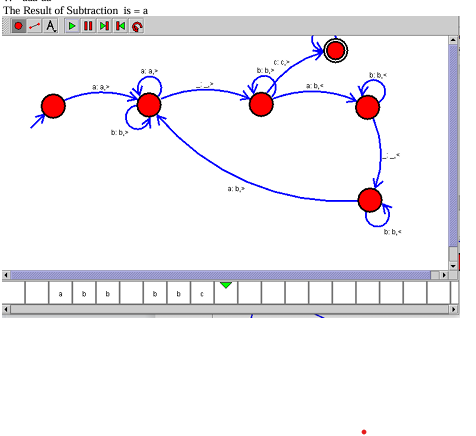 The Result of Subtraction is = a
A
a: a,>
a: a,>
b: b,>
_: _,>
b: b,>
c: c,>
a: b,<
b: b,<
_: _,<
b: b,<
a: b,>
a b b b b c